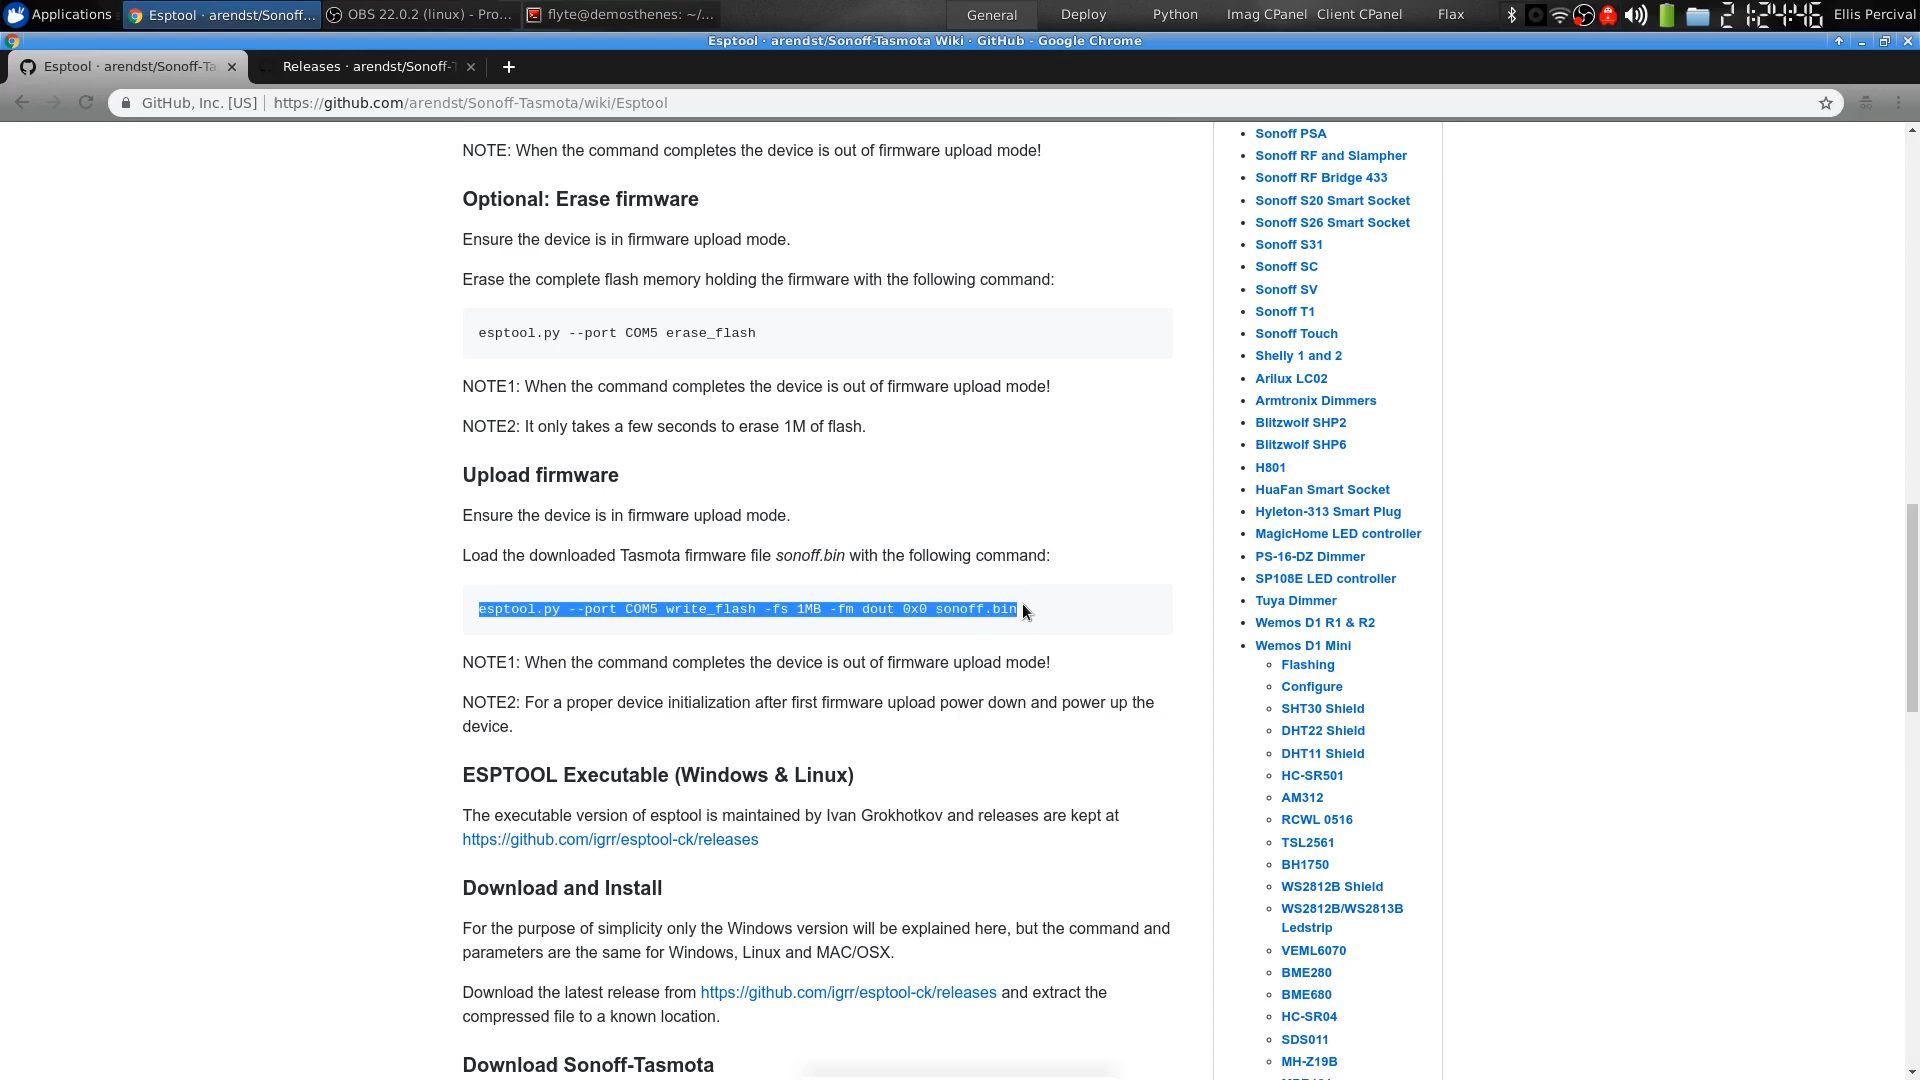 Applications
Esptool · arendst/Sonoff...
OBS 22.0.2 (linux) - Pro...
flyte@demosthenes: ~/...
General
Deploy
Python
Imag CPanel
Client CPanel
Flax
2
1:24:46
Ellis Percival
Esptool · arendst/Sonoff-Tasmota Wiki · GitHub - Google Chrome
Esptool · arendst/Sonoff-Ta
Releases · arendst/Sonoff-
GitHub, Inc. [US]
https://github.com/arendst/Sonoff-Tasmota/wiki/Esptool
NOTE: When the command completes the device is out of firmware upload mode!
Optional: Erase firmware
Ensure the device is in firmware upload mode.
Erase the complete flash memory holding the firmware with the following command:
esptool.py --port COM5 erase_flash
NOTE1: When the command completes the device is out of firmware upload mode!
NOTE2: It only takes a few seconds to erase 1M of flash.
Upload firmware
Ensure the device is in firmware upload mode.
Load the downloaded Tasmota firmware file sonoff.bin with the following command:
esptool.py --port COM5 write_flash -fs 1MB -fm dout 0x0 sonoff.bin
NOTE1: When the command completes the device is out of firmware upload mode!
NOTE2: For a proper device initialization after first firmware upload power down and power up the
device.
ESPTOOL Executable (Windows & Linux)
The executable version of esptool is maintained by Ivan Grokhotkov and releases are kept at
https://github.com/igrr/esptool-ck/releases
Download and Install
For the purpose of simplicity only the Windows version will be explained here, but the command and
parameters are the same for Windows, Linux and MAC/OSX.
Download the latest release from https://github.com/igrr/esptool-ck/releases and extract the
compressed file to a known location.
Download Sonoff-Tasmota
Sonoff PSA
Sonoff RF and Slampher
Sonoff RF Bridge 433
Sonoff S20 Smart Socket
Sonoff S26 Smart Socket
Sonoff S31
Sonoff SC
Sonoff SV
Sonoff T1
Sonoff Touch
Shelly 1 and 2
Arilux LC02
Armtronix Dimmers
Blitzwolf SHP2
Blitzwolf SHP6
H801
HuaFan Smart Socket
Hyleton-313 Smart Plug
MagicHome LED controller
PS-16-DZ Dimmer
SP108E LED controller
Tuya Dimmer
Wemos D1 R1 & R2
Wemos D1 Mini
Flashing
Configure
SHT30 Shield
DHT22 Shield
DHT11 Shield
HC-SR501
AM312
RCWL 0516
TSL2561
BH1750
WS2812B Shield
WS2812B/WS2813B
Ledstrip
VEML6070
BME280
BME680
HC-SR04
SDS011
MH-Z19B